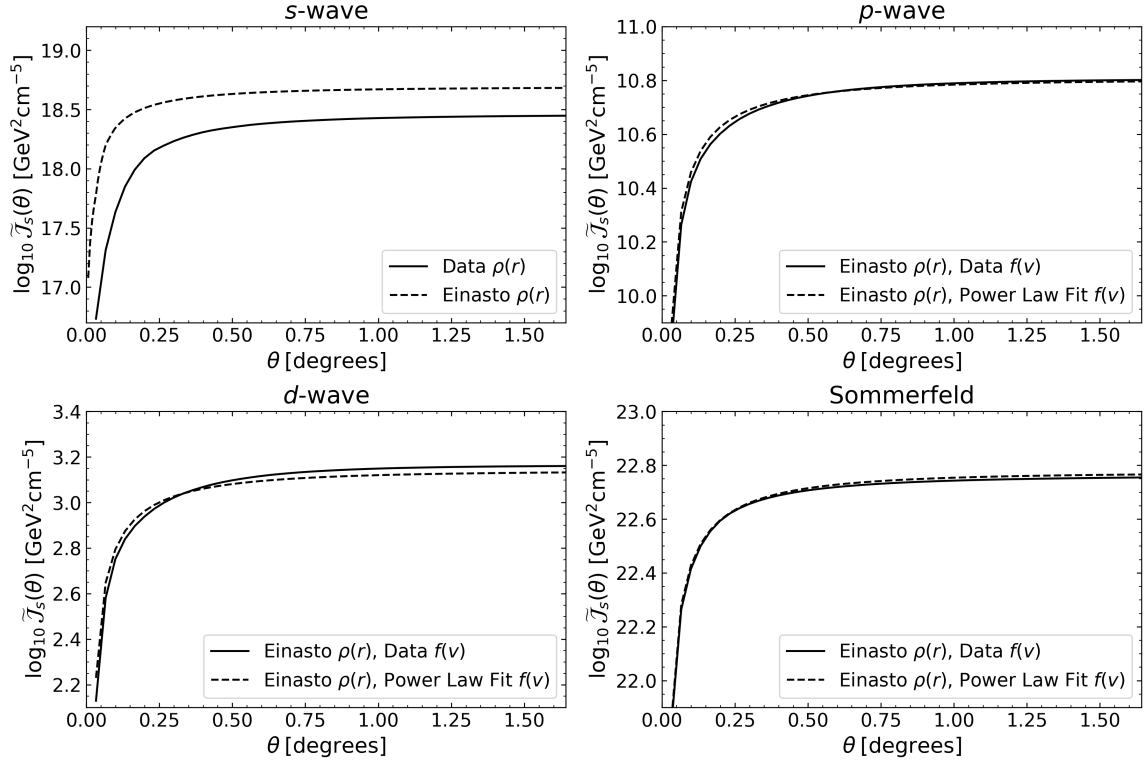 s-wave
log₁₀ 𝒥̃ₛ(θ) [GeV²cm⁻⁵]
19.0
18.5
18.0
17.5
17.0
Data ρ(r)
Einasto ρ(r)
0.00 0.25 0.50 0.75 1.00 1.25 1.50
θ [degrees]
p-wave
log₁₀ 𝒥̃ₛ(θ) [GeV²cm⁻⁵]
11.0
10.8
10.6
10.4
10.2
10.0
Einasto ρ(r), Data f(v)
Einasto ρ(r), Power Law Fit f(v)
0.00 0.25 0.50 0.75 1.00 1.25 1.50
θ [degrees]
d-wave
log₁₀ 𝒥̃ₛ(θ) [GeV²cm⁻⁵]
3.4
3.2
3.0
2.8
2.6
2.4
2.2
Einasto ρ(r), Data f(v)
Einasto ρ(r), Power Law Fit f(v)
0.00 0.25 0.50 0.75 1.00 1.25 1.50
θ [degrees]
Sommerfeld
log₁₀ 𝒥̃ₛ(θ) [GeV²cm⁻⁵]
23.0
22.8
22.6
22.4
22.2
22.0
Einasto ρ(r), Data f(v)
Einasto ρ(r), Power Law Fit f(v)
0.00 0.25 0.50 0.75 1.00 1.25 1.50
θ [degrees]